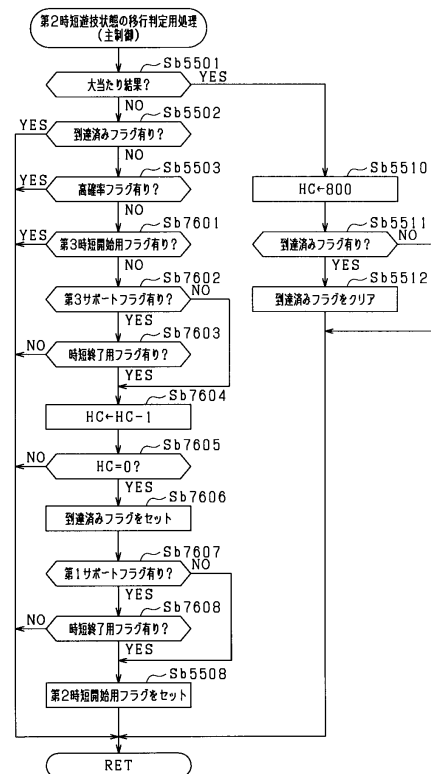 第2時短遊技状態の移行判定用処理
(主制御)
Sb5501
大当たり結果?
YES
NO
Sb5502
YES
到達済みフラグ有り?
NO
Sb5503
YES
高確率フラグ有り?
NO
Sb7601
YES
第3時短開始用フラグ有り?
NO
Sb7602
第3サポートフラグ有り?
NO
YES
Sb7603
NO
時短終了用フラグ有り?
YES
Sb7604
HC←HC-1
Sb7605
NO
HC=0?
YES
Sb7606
到達済みフラグをセット
Sb7607
第1サポートフラグ有り?
NO
YES
Sb7608
NO
時短終了用フラグ有り?
YES
Sb5508
第2時短開始用フラグをセット
Sb5510
HC←800
Sb5511
到達済みフラグ有り?
NO
YES
Sb5512
到達済みフラグをクリア
RET